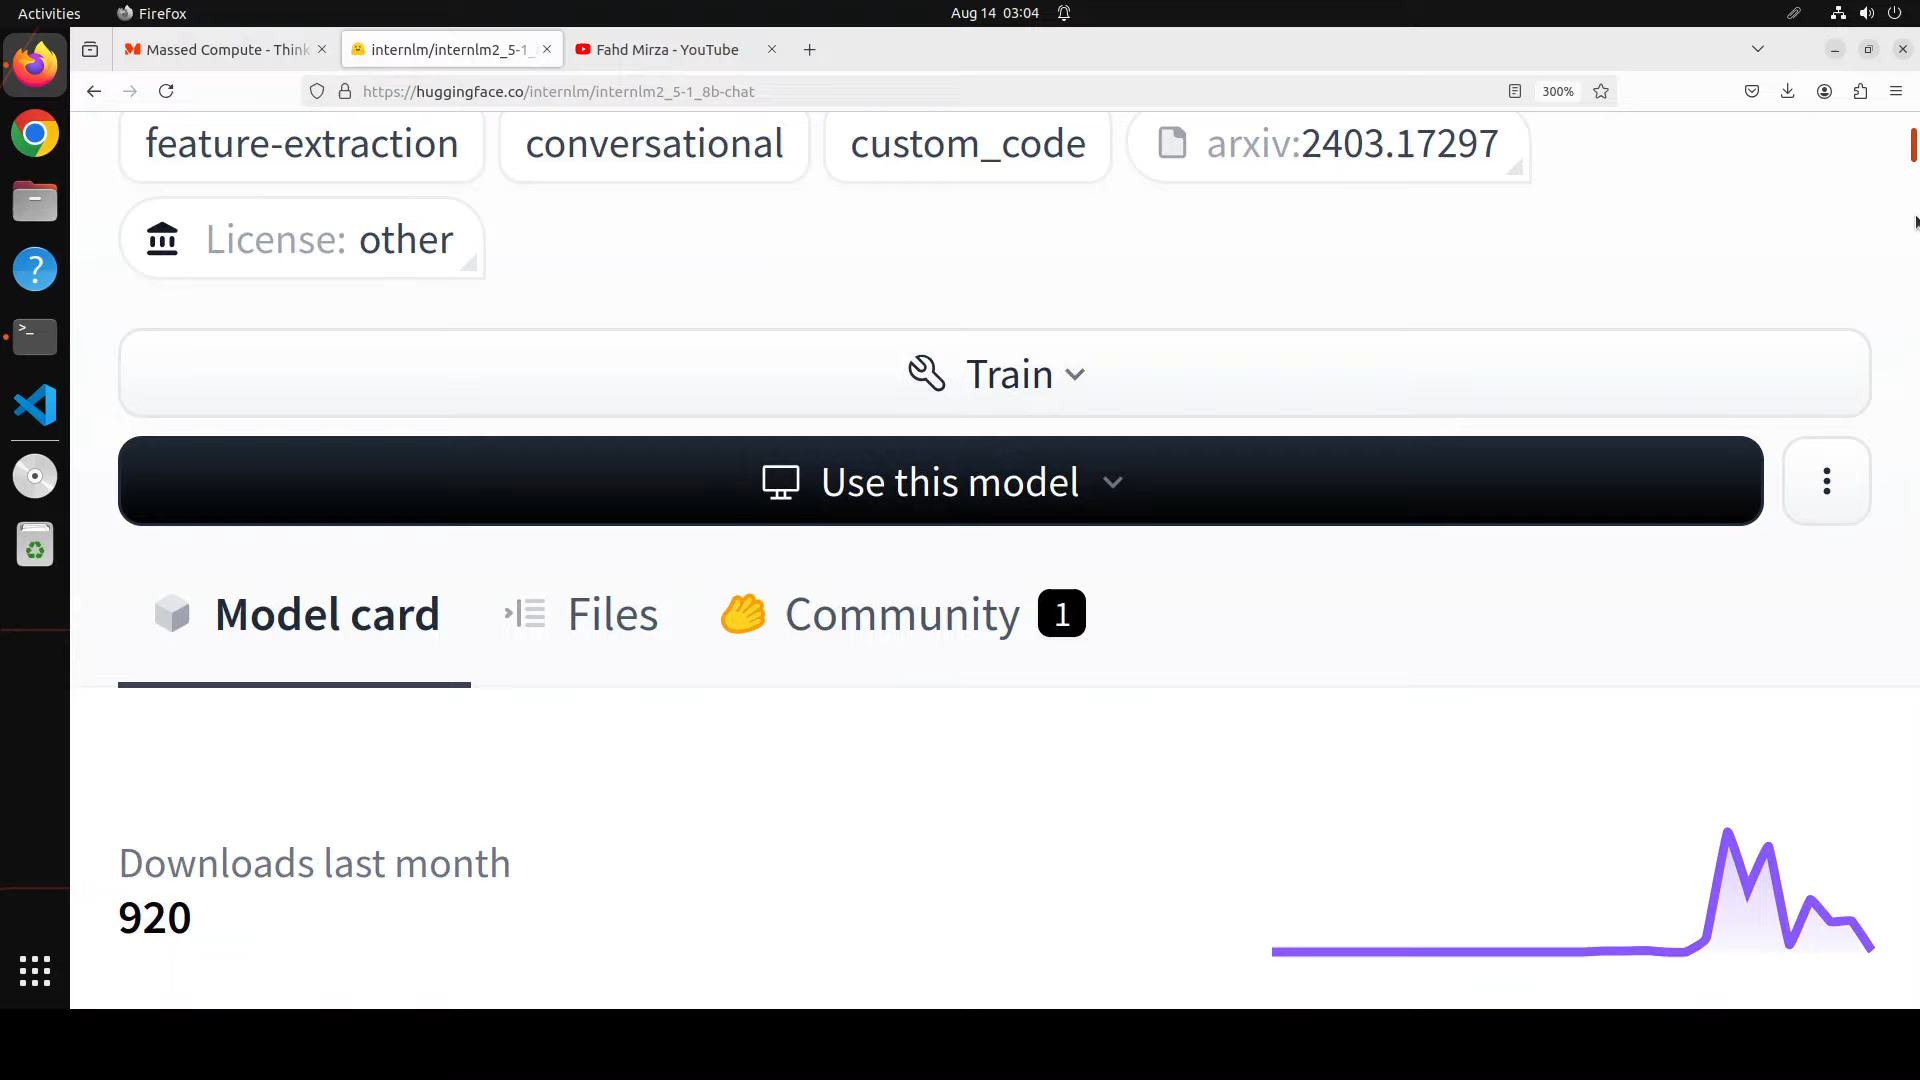 Activities Firefox Aug 14 03:04
Massed Compute - Think internlm/internlm2_5-1_8 Fahd Mirza - YouTube
https://huggingface.co/internlm/internlm2_5-1_8b-chat 300%
feature-extraction conversational custom_code arxiv:2403.17297
License: other
Train
Use this model
Model card Files Community 1
Downloads last month
920